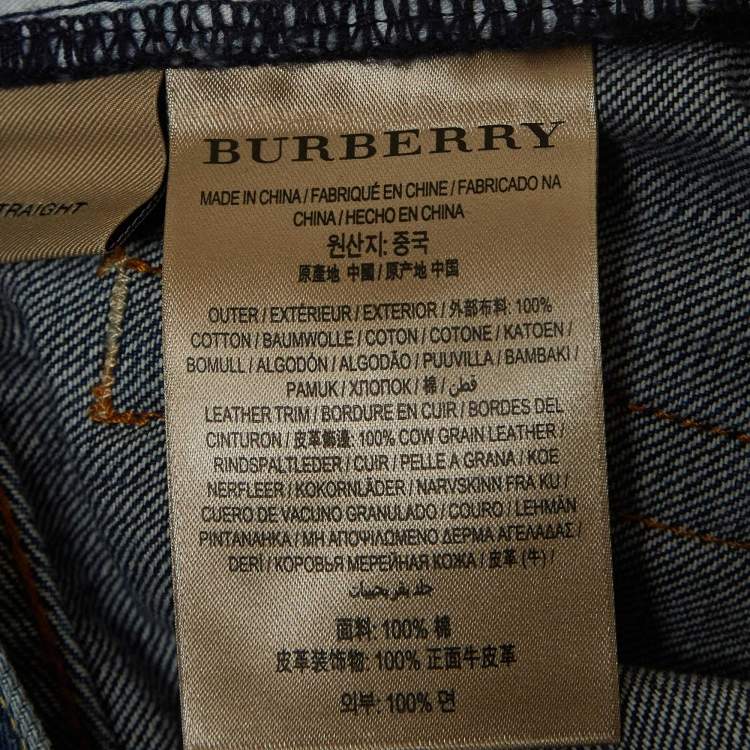 BURBERRY
MADE IN CHINA / FABRIQUÉ EN CHINE / FABRICADO NA
CHINA / HECHO EN CHINA
원산지: 중국
原產地 中國 / 原产地 中国
TRAIGHT
OUTER / EXTÉRIEUR / EXTERIOR / 外部布料: 100%
COTTON / BAUMWOLLE / COTON / COTONE / KATOEN /
BOMULL / ALGODÓN / ALGODÃO / PUUVILLA / BAMBAKI /
PAMUK / ХЛОПОК / 棉 / قطن
LEATHER TRIM / BORDURE EN CUIR / BORDES DEL
CINTURON / 皮革飾邊: 100% COW GRAIN LEATHER /
RINDSPALTLEDER / CUIR / PELLE A GRANA / KOE
NERFLEER / KOKORNLÄDER / NARVSKINN FRA KU /
CUERO DE VACUNO GRANULADO / COURO / LEHMÄN
PINTANAHKA / ΜΗ ΑΠΟΨΙΛΩΜΕΝΟ ΔΕΡΜΑ ΑΓΕΛΑΔΑΣ /
DERİ / КОРОВЬЯ МЕРЕЙНАЯ КОЖА / 皮革 (牛) /
جلد بقر بحبيبات
面料: 100% 棉
皮革装饰物: 100% 正面牛皮革
외부: 100% 면